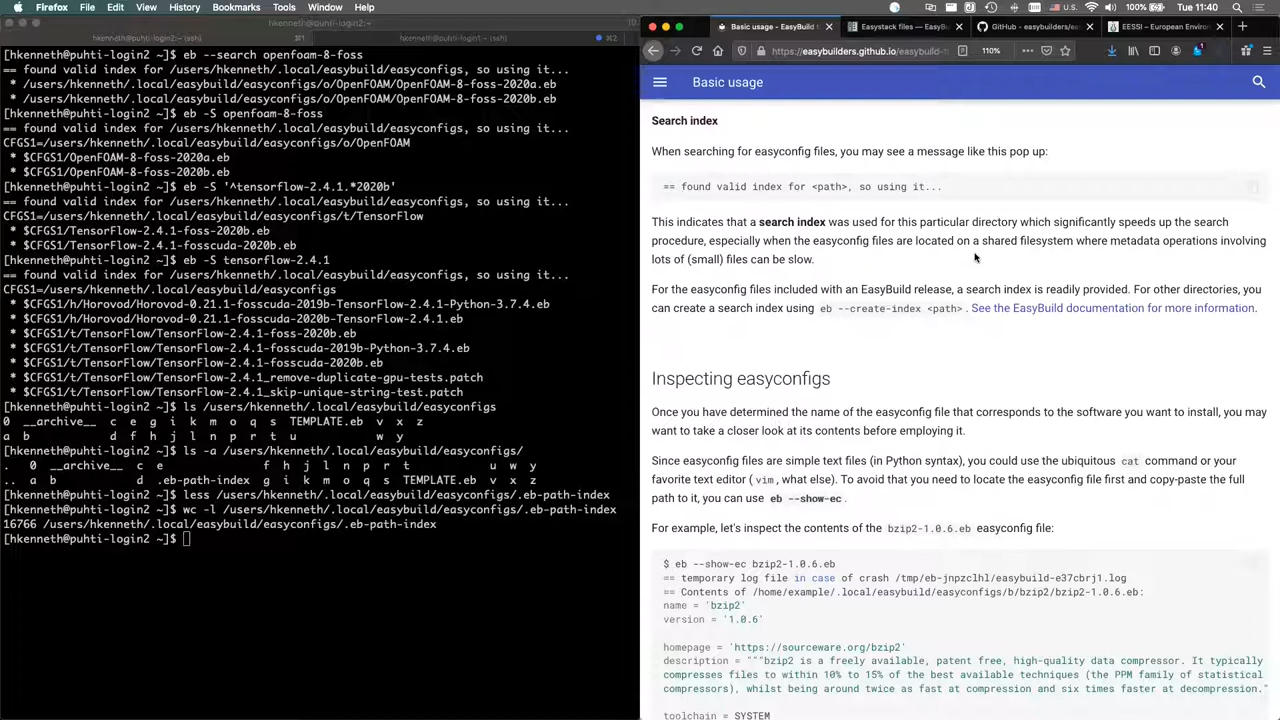 Firefox File Edit View History Bookmarks Tools Window Help
Tue 11:40
hkenneth@puhti-login2:~
hkenneth@puhti-login2:~ (ssh) ⌘1
hkenneth@puhti-login4:~ (ssh) ⌘2
[hkenneth@puhti-login2 ~]$ eb --search openfoam-8-foss
== found valid index for /users/hkenneth/.local/easybuild/easyconfigs, so using it...
* /users/hkenneth/.local/easybuild/easyconfigs/o/OpenFOAM/OpenFOAM-8-foss-2020a.eb
* /users/hkenneth/.local/easybuild/easyconfigs/o/OpenFOAM/OpenFOAM-8-foss-2020b.eb
[hkenneth@puhti-login2 ~]$ eb -S openfoam-8-foss
== found valid index for /users/hkenneth/.local/easybuild/easyconfigs, so using it...
CFGS1=/users/hkenneth/.local/easybuild/easyconfigs/o/OpenFOAM
* $CFGS1/OpenFOAM-8-foss-2020a.eb
* $CFGS1/OpenFOAM-8-foss-2020b.eb
[hkenneth@puhti-login2 ~]$ eb -S '^tensorflow-2.4.1.*2020b'
== found valid index for /users/hkenneth/.local/easybuild/easyconfigs, so using it...
CFGS1=/users/hkenneth/.local/easybuild/easyconfigs/t/TensorFlow
* $CFGS1/TensorFlow-2.4.1-foss-2020b.eb
* $CFGS1/TensorFlow-2.4.1-fosscuda-2020b.eb
[hkenneth@puhti-login2 ~]$ eb -S tensorflow-2.4.1
== found valid index for /users/hkenneth/.local/easybuild/easyconfigs, so using it...
CFGS1=/users/hkenneth/.local/easybuild/easyconfigs
* $CFGS1/h/Horovod/Horovod-0.21.1-fosscuda-2019b-TensorFlow-2.4.1-Python-3.7.4.eb
* $CFGS1/h/Horovod/Horovod-0.21.1-fosscuda-2020b-TensorFlow-2.4.1.eb
* $CFGS1/t/TensorFlow/TensorFlow-2.4.1-foss-2020b.eb
* $CFGS1/t/TensorFlow/TensorFlow-2.4.1-fosscuda-2019b-Python-3.7.4.eb
* $CFGS1/t/TensorFlow/TensorFlow-2.4.1-fosscuda-2020b.eb
* $CFGS1/t/TensorFlow/TensorFlow-2.4.1_remove-duplicate-gpu-tests.patch
* $CFGS1/t/TensorFlow/TensorFlow-2.4.1_skip-unique-string-test.patch
[hkenneth@puhti-login2 ~]$ ls /users/hkenneth/.local/easybuild/easyconfigs
0 __archive__ c e g i k m o q s TEMPLATE.eb v x z
a b d f h j l n p r t u w y
[hkenneth@puhti-login2 ~]$ ls -a /users/hkenneth/.local/easybuild/easyconfigs/
. 0 __archive__ c e f h j l n p r t u w y
.. a b d .eb-path-index g i k m o q s TEMPLATE.eb v x z
[hkenneth@puhti-login2 ~]$ less /users/hkenneth/.local/easybuild/easyconfigs/.eb-path-index
[hkenneth@puhti-login2 ~]$ wc -l /users/hkenneth/.local/easybuild/easyconfigs/.eb-path-index
16766 /users/hkenneth/.local/easybuild/easyconfigs/.eb-path-index
[hkenneth@puhti-login2 ~]$
Basic usage - EasyBuild t
Easystack files — EasyB
GitHub - easybuilders/e
EESSI – European Enviro
https://easybuilders.github.io/easyb
110%
Basic usage
Search index
When searching for easyconfig files, you may see a message like this pop up:
== found valid index for <path>, so using it...
This indicates that a search index was used for this particular directory which significantly speeds up the search
procedure, especially when the easyconfig files are located on a shared filesystem where metadata operations involving
lots of (small) files can be slow.
For the easyconfig files included with an EasyBuild release, a search index is readily provided. For other directories, you
can create a search index using eb --create-index <path>. See the EasyBuild documentation for more information.
Inspecting easyconfigs
Once you have determined the name of the easyconfig file that corresponds to the software you want to install, you may
want to take a closer look at its contents before employing it.
Since easyconfig files are simple text files (in Python syntax), you could use the ubiquitous cat command or your
favorite text editor (vim, what else). To avoid that you need to locate the easyconfig file first and copy-paste the full
path to it, you can use eb --show-ec.
For example, let's inspect the contents of the bzip2-1.0.6.eb easyconfig file:
$ eb --show-ec bzip2-1.0.6.eb
== temporary log file in case of crash /tmp/eb-jnpzclhl/easybuild-e37cbrj1.log
== Contents of /home/example/.local/easybuild/easyconfigs/b/bzip2/bzip2-1.0.6.eb:
name = 'bzip2'
version = '1.0.6'
homepage = 'https://sourceware.org/bzip2'
description = """bzip2 is a freely available, patent free, high-quality data compressor. It typically
compresses files to within 10% to 15% of the best available techniques (the PPM family of statistical
compressors), whilst being around twice as fast at compression and six times faster at decompression."
toolchain = SYSTEM